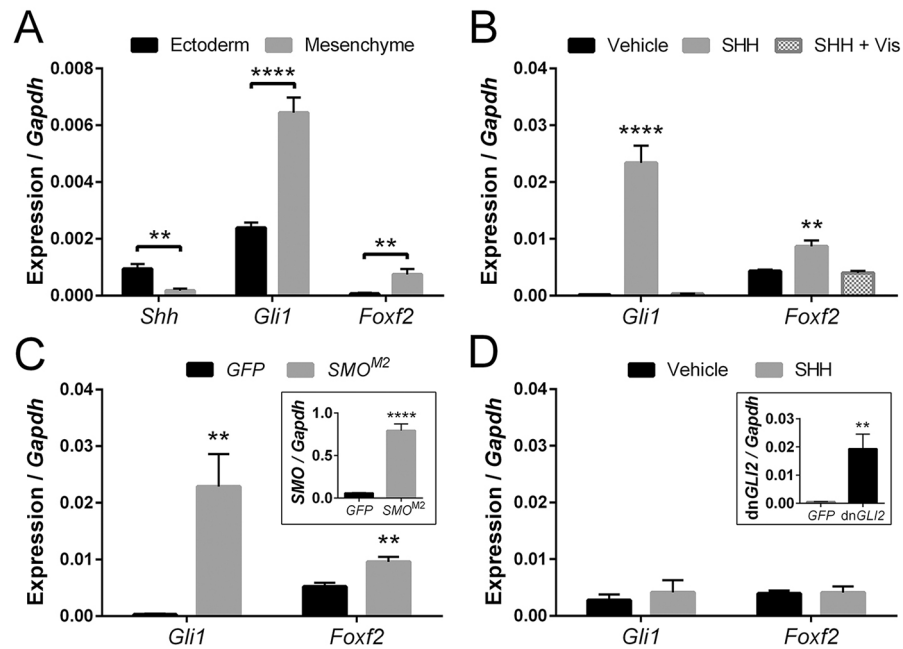 A
Ectoderm Mesenchyme
Expression / Gapdh
0.008
0.006
0.004
0.002
0.000
** **** **
Shh Gli1 Foxf2
B
Vehicle SHH SHH + Vis
Expression / Gapdh
0.04
0.03
0.02
0.01
0.00
**** **
Gli1 Foxf2
C
GFP SMOᴹ²
Expression / Gapdh
0.04
0.03
0.02
0.01
0.00
** **
Gli1 Foxf2
SMO / Gapdh
1.0
0.5
0.0
****
GFP SMOᴹ²
D
Vehicle SHH
Expression / Gapdh
0.04
0.03
0.02
0.01
0.00
Gli1 Foxf2
dnGLI2 / Gapdh
0.03
0.02
0.01
0.00
**
GFP dnGLI2